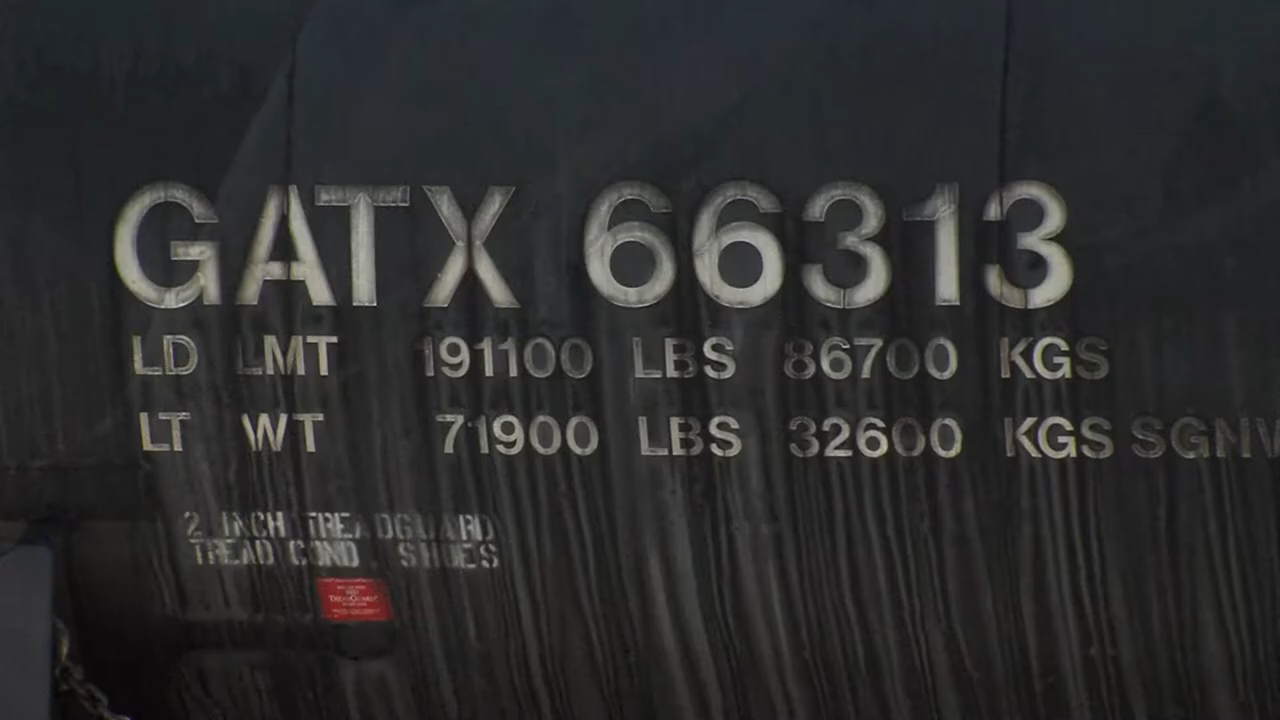 GATX 66313
LD LMT 191100 LBS 86700 KGS
LT WT 71900 LBS 32600 KGS SGNV
2 INCH TREADGUARD
TREAD COND SHOES
TREADGUARD